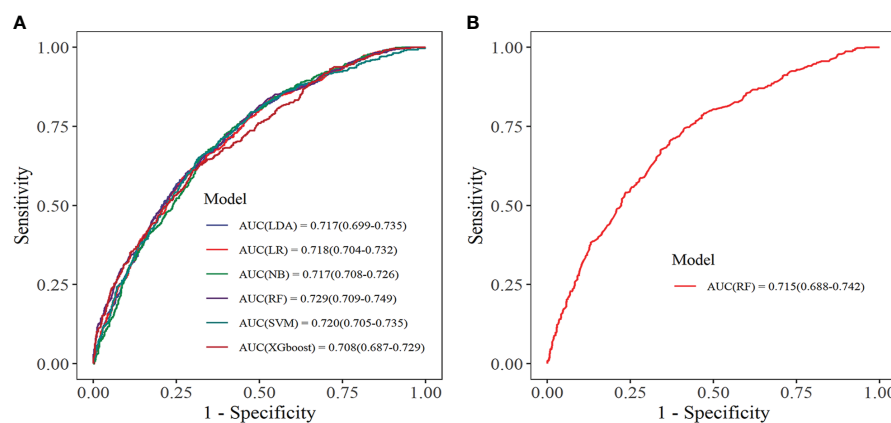 A
1.00
0.75
0.50
0.25
0.00
Sensitivity
Model
AUC(LDA) = 0.717(0.699-0.735)
AUC(LR) = 0.718(0.704-0.732)
AUC(NB) = 0.717(0.708-0.726)
AUC(RF) = 0.729(0.709-0.749)
AUC(SVM) = 0.720(0.705-0.735)
AUC(XGboost) = 0.708(0.687-0.729)
0.00 0.25 0.50 0.75 1.00
1 - Specificity
B
1.00
0.75
0.50
0.25
0.00
Sensitivity
Model
AUC(RF) = 0.715(0.688-0.742)
0.00 0.25 0.50 0.75 1.00
1 - Specificity